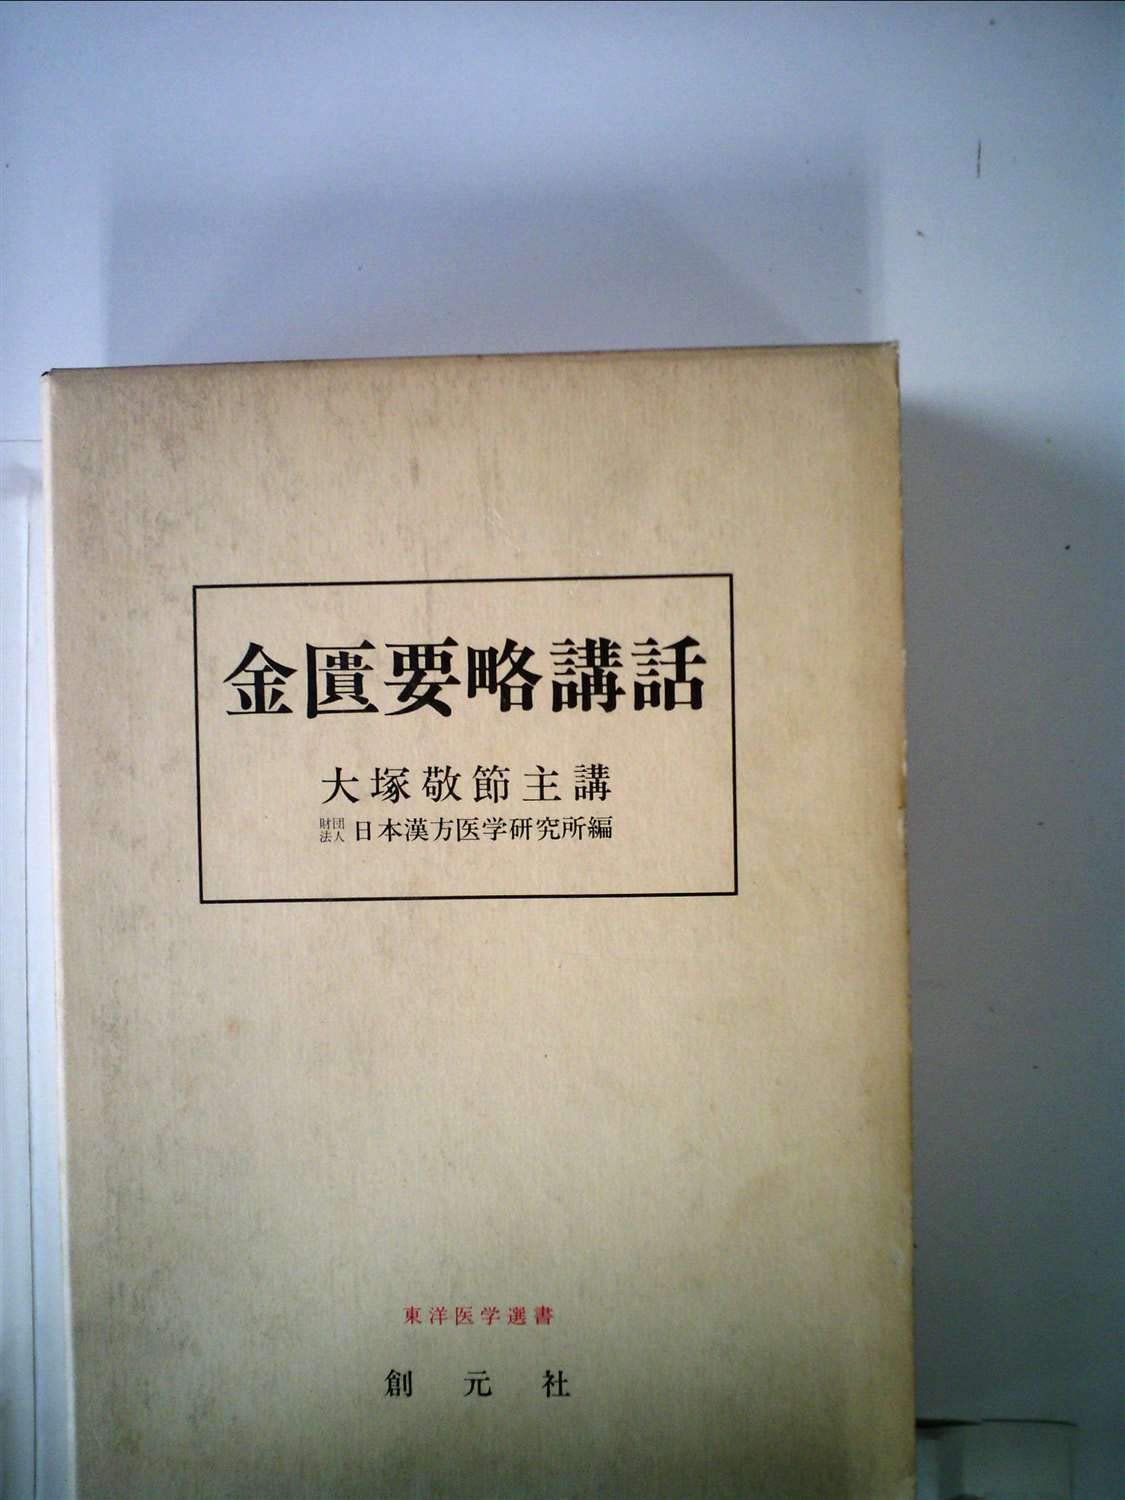 金匱要略講話
大塚敬節主講
財団法人 日本漢方医学研究所編
東洋医学選書
創元社